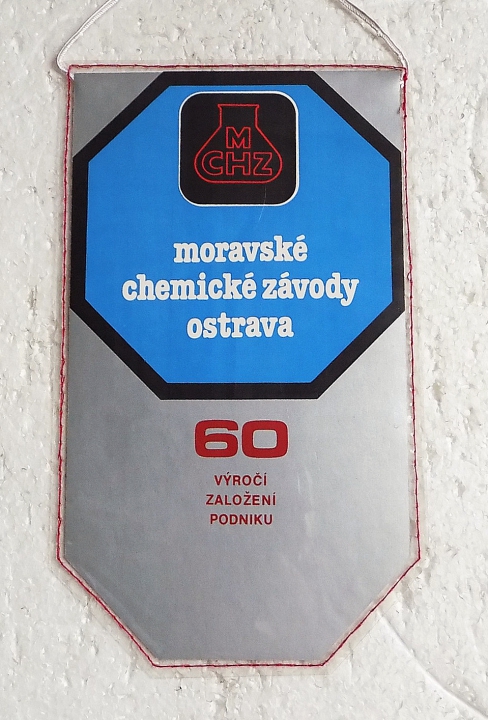 M
CHZ
moravské
chemické závody
ostrava
60
VÝROČÍ
ZALOŽENÍ
PODNIKU